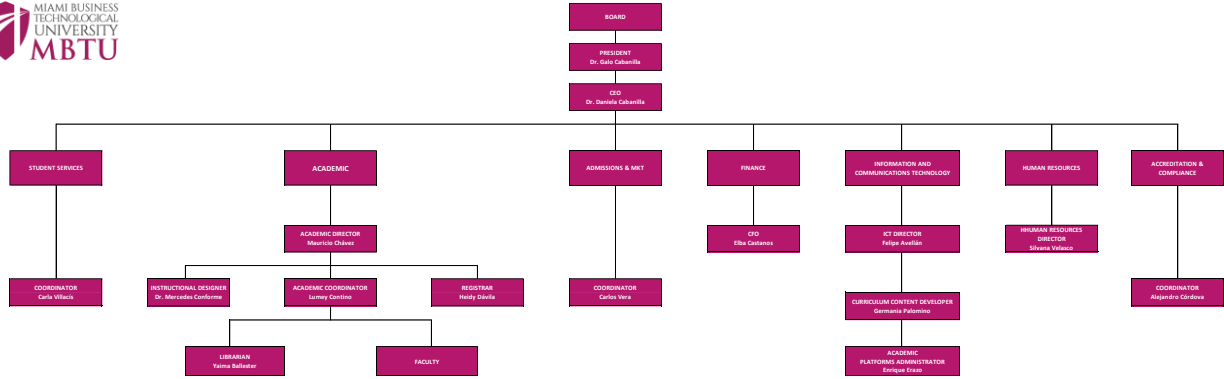 MIAMI BUSINESS
TECHNOLOGICAL
UNIVERSITY
MBTU
BOARD
PRESIDENT
Dr. Galo Cabanilla
CEO
Dr. Daniela Cabanilla
STUDENT SERVICES
ACADEMIC
ADMISSIONS & MKT
FINANCE
INFORMATION AND
COMMUNICATIONS TECHNOLOGY
HUMAN RESOURCES
ACCREDITATION &
COMPLIANCE
ACADEMIC DIRECTOR
Mauricio Chávez
CFO
Elba Castanos
ICT DIRECTOR
Felipe Avellán
HHUMAN RESOURCES
DIRECTOR
Silvana Velasco
COORDINATOR
Carla Villacis
INSTRUCTIONAL DESIGNER
Dr. Mercedes Conforme
ACADEMIC COORDINATOR
Lumey Contino
REGISTRAR
Heidy Dávila
COORDINATOR
Carlos Vera
COORDINATOR
Alejandro Córdova
CURRICULUM CONTENT DEVELOPER
Germania Palomino
LIBRARIAN
Yaima Ballester
FACULTY
ACADEMIC
PLATFORMS ADMINISTRATOR
Enrique Erazo